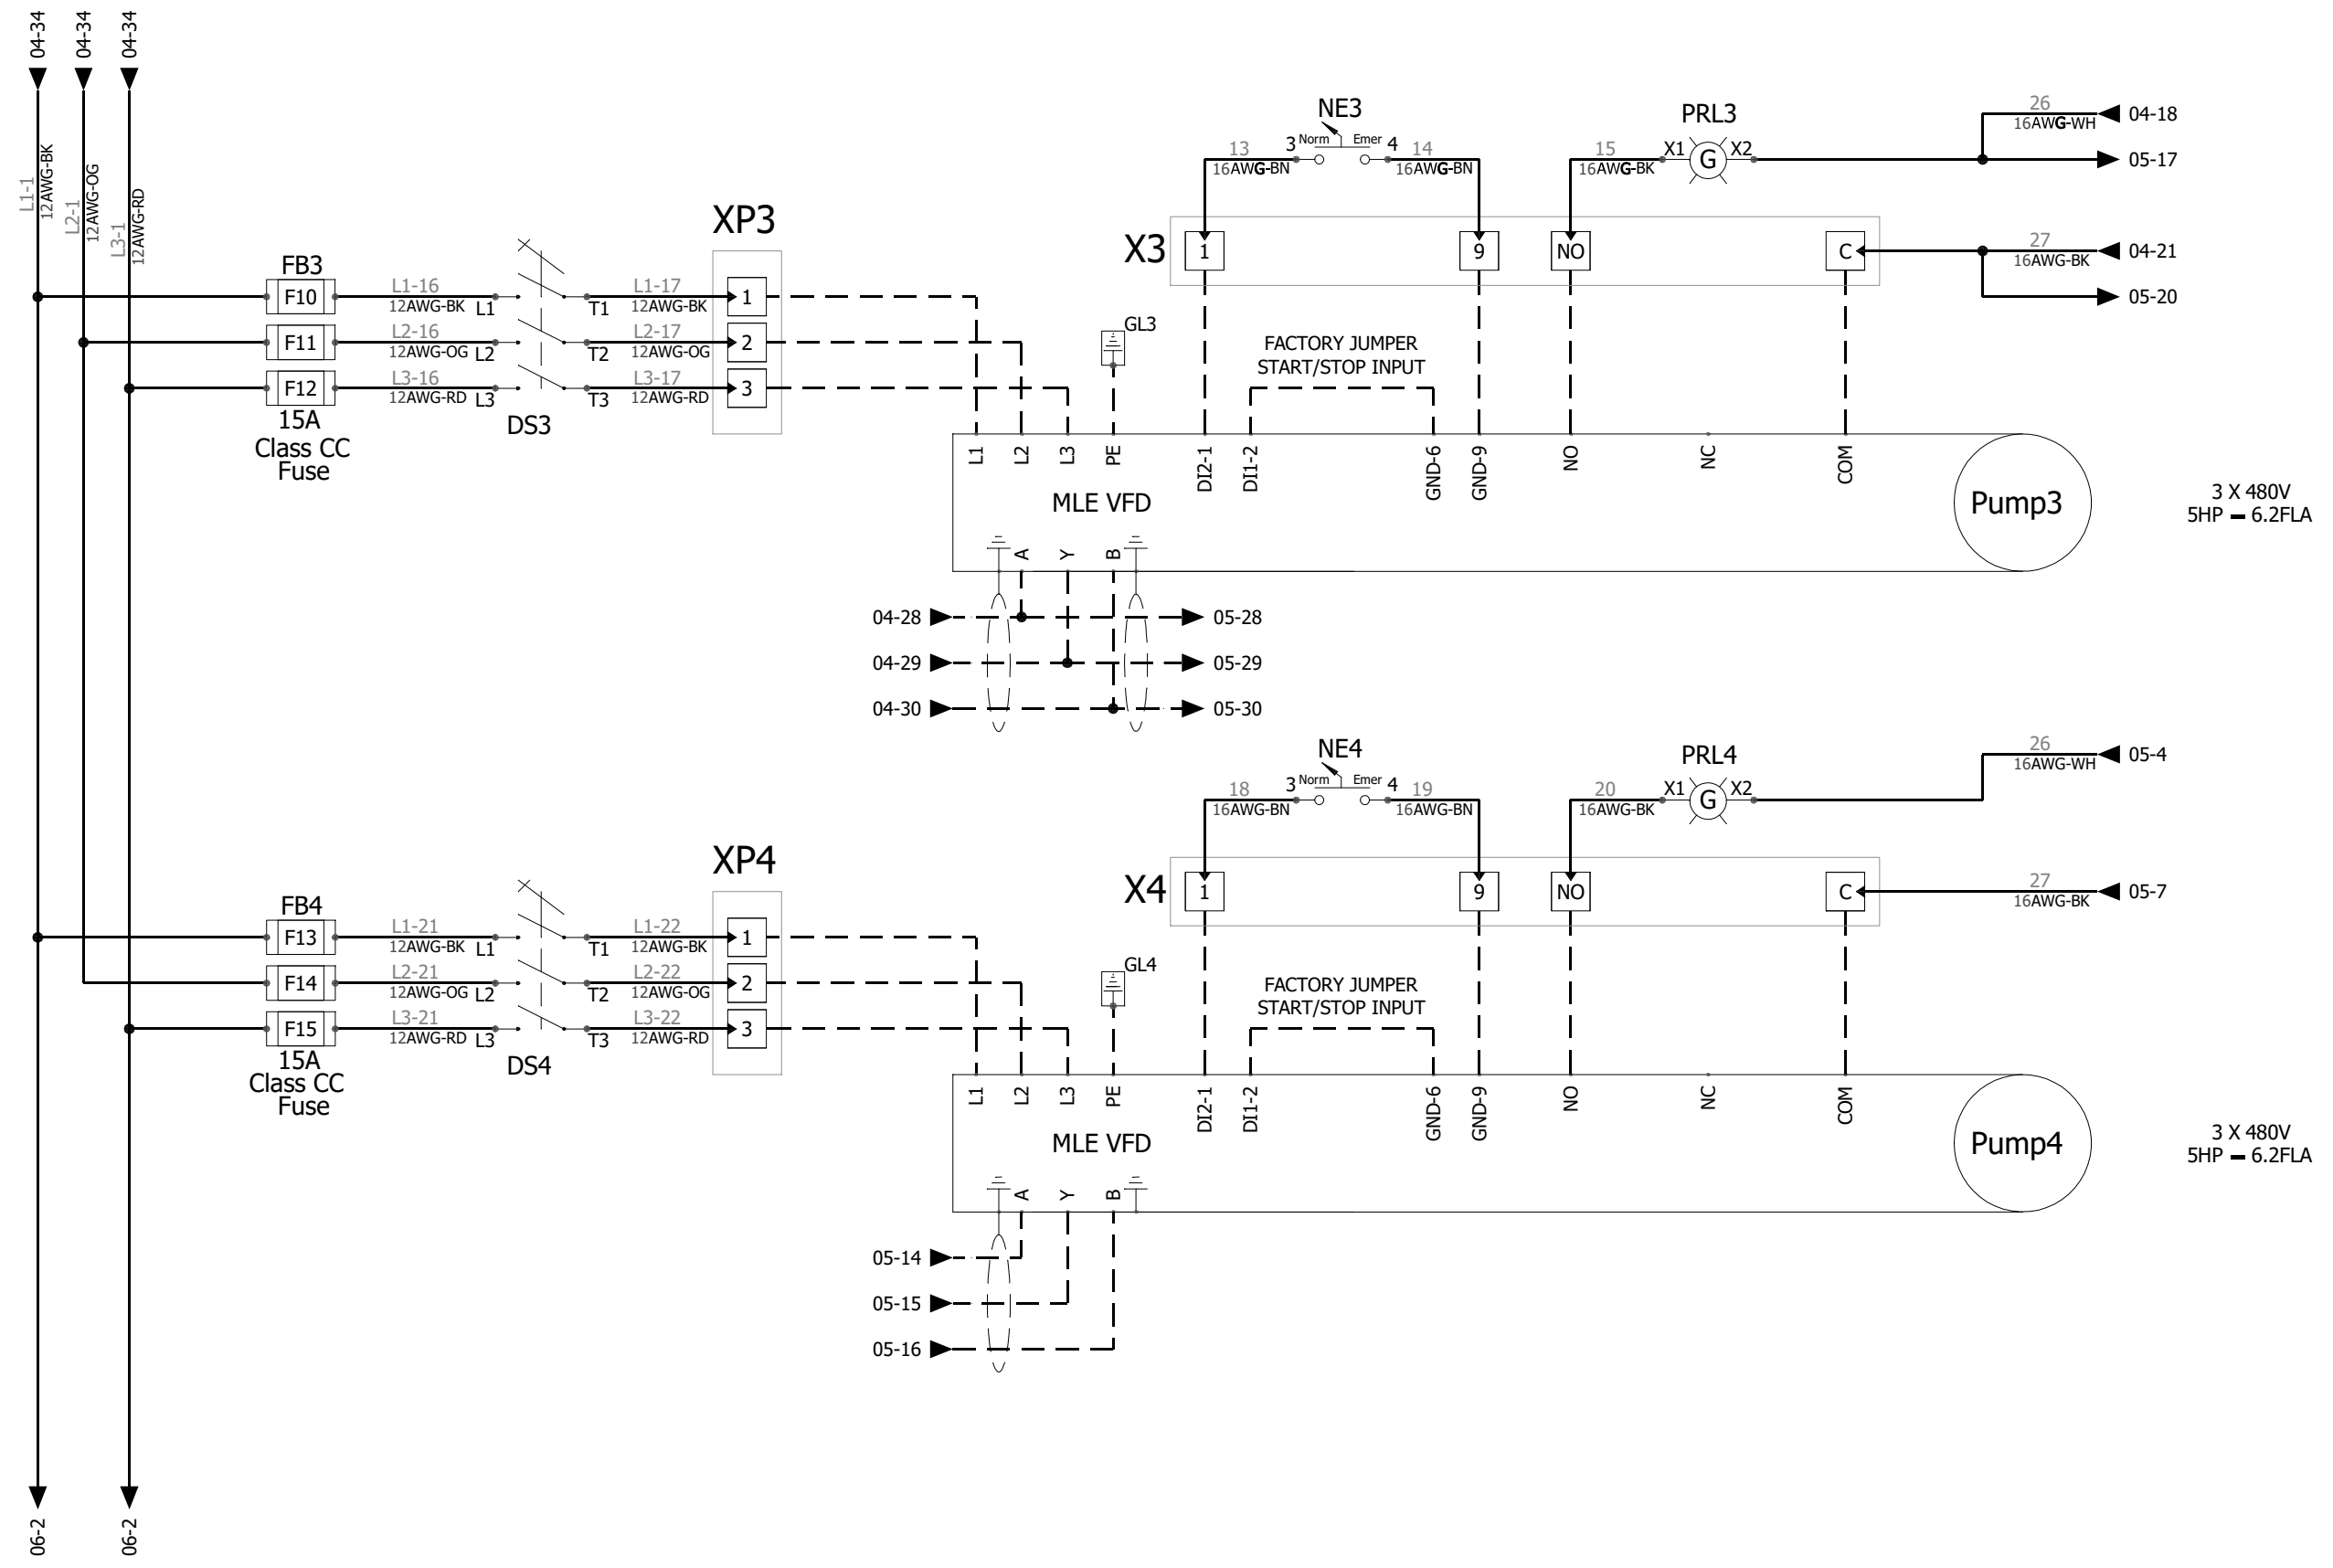 04-34
04-34
04-34
L1-1
12AWG-BK
L2-1
12AWG-OG
L3-1
12AWG-RD
NE3
3 Norm Emer 4
13
16AWG-BN
14
16AWG-BN
PRL3
15
16AWG-BK
X1 G X2
26
16AWG-WH
04-18
05-17
X3
1
9
NO
C
27
16AWG-BK
04-21
05-20
XP3
FB3
F10
L1-16
12AWG-BK L1
T1
L1-17
12AWG-BK
1
F11
L2-16
12AWG-OG L2
T2
L2-17
12AWG-OG
2
F12
L3-16
12AWG-RD L3
T3
L3-17
12AWG-RD
3
15A
Class CC
Fuse
DS3
GL3
FACTORY JUMPER
START/STOP INPUT
L1
L2
L3
PE
DI2-1
DI1-2
GND-6
GND-9
NO
NC
COM
MLE VFD
Pump3
3 X 480V
5HP - 6.2FLA
A
Y
B
04-28
05-28
04-29
05-29
04-30
05-30
NE4
3 Norm Emer 4
18
16AWG-BN
19
16AWG-BN
PRL4
20
16AWG-BK
X1 G X2
26
16AWG-WH
05-4
X4
1
9
NO
C
27
16AWG-BK
05-7
XP4
FB4
F13
L1-21
12AWG-BK L1
T1
L1-22
12AWG-BK
1
F14
L2-21
12AWG-OG L2
T2
L2-22
12AWG-OG
2
F15
L3-21
12AWG-RD L3
T3
L3-22
12AWG-RD
3
15A
Class CC
Fuse
DS4
GL4
FACTORY JUMPER
START/STOP INPUT
L1
L2
L3
PE
DI2-1
DI1-2
GND-6
GND-9
NO
NC
COM
MLE VFD
Pump4
3 X 480V
5HP - 6.2FLA
A
Y
B
05-14
05-15
05-16
06-2
06-2